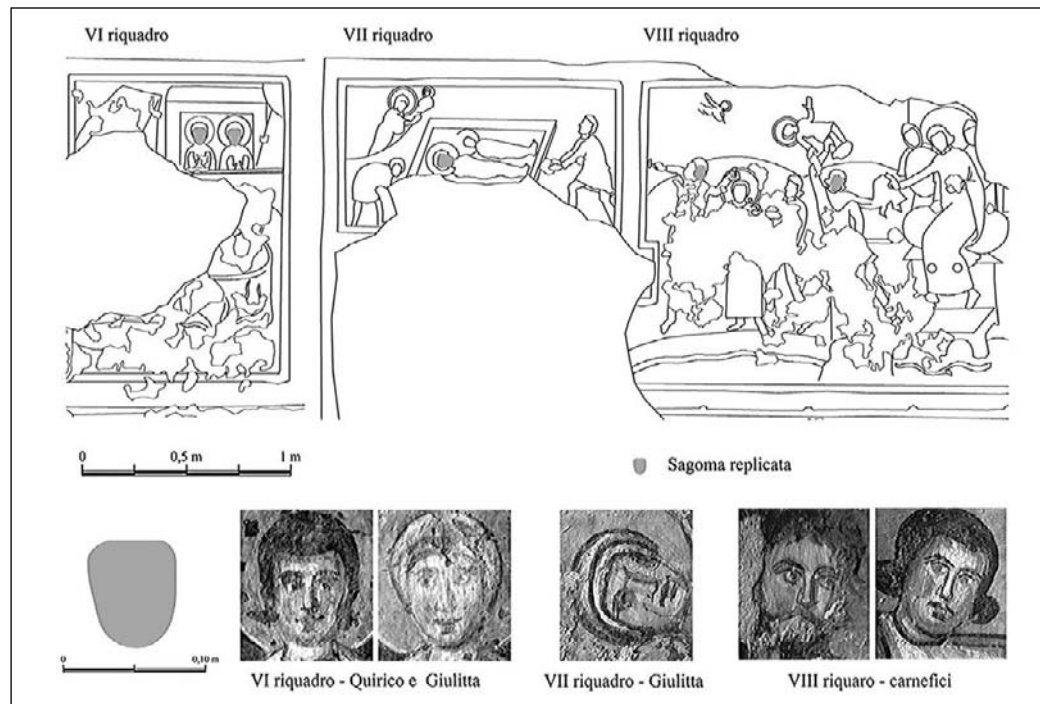 VI riquadro VII riquadro VIII riquadro
0 0,5 m 1 m
Sagoma replicata
0 0,10 m
VI riquadro - Quirico e Giulitta VII riquadro - Giulitta VIII riquaro - carnefici